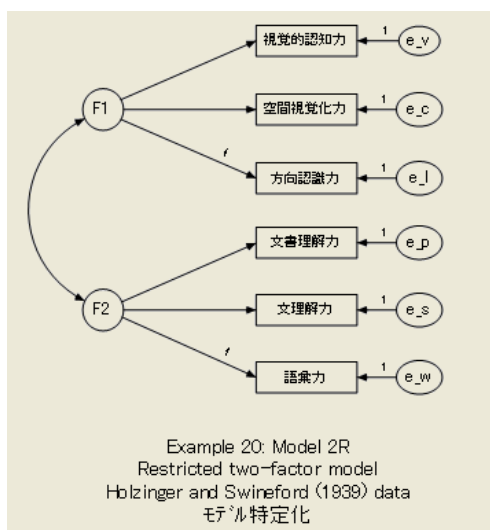 視覚的認知力
1
e_v
F1
空間視覚化力
1
e_c
f
方向認識力
1
e_l
文書理解力
1
e_p
F2
文理解力
1
e_s
f
語彙力
1
e_w
Example 20: Model 2R
Restricted two-factor model
Holzinger and Swineford (1939) data
モデル特定化